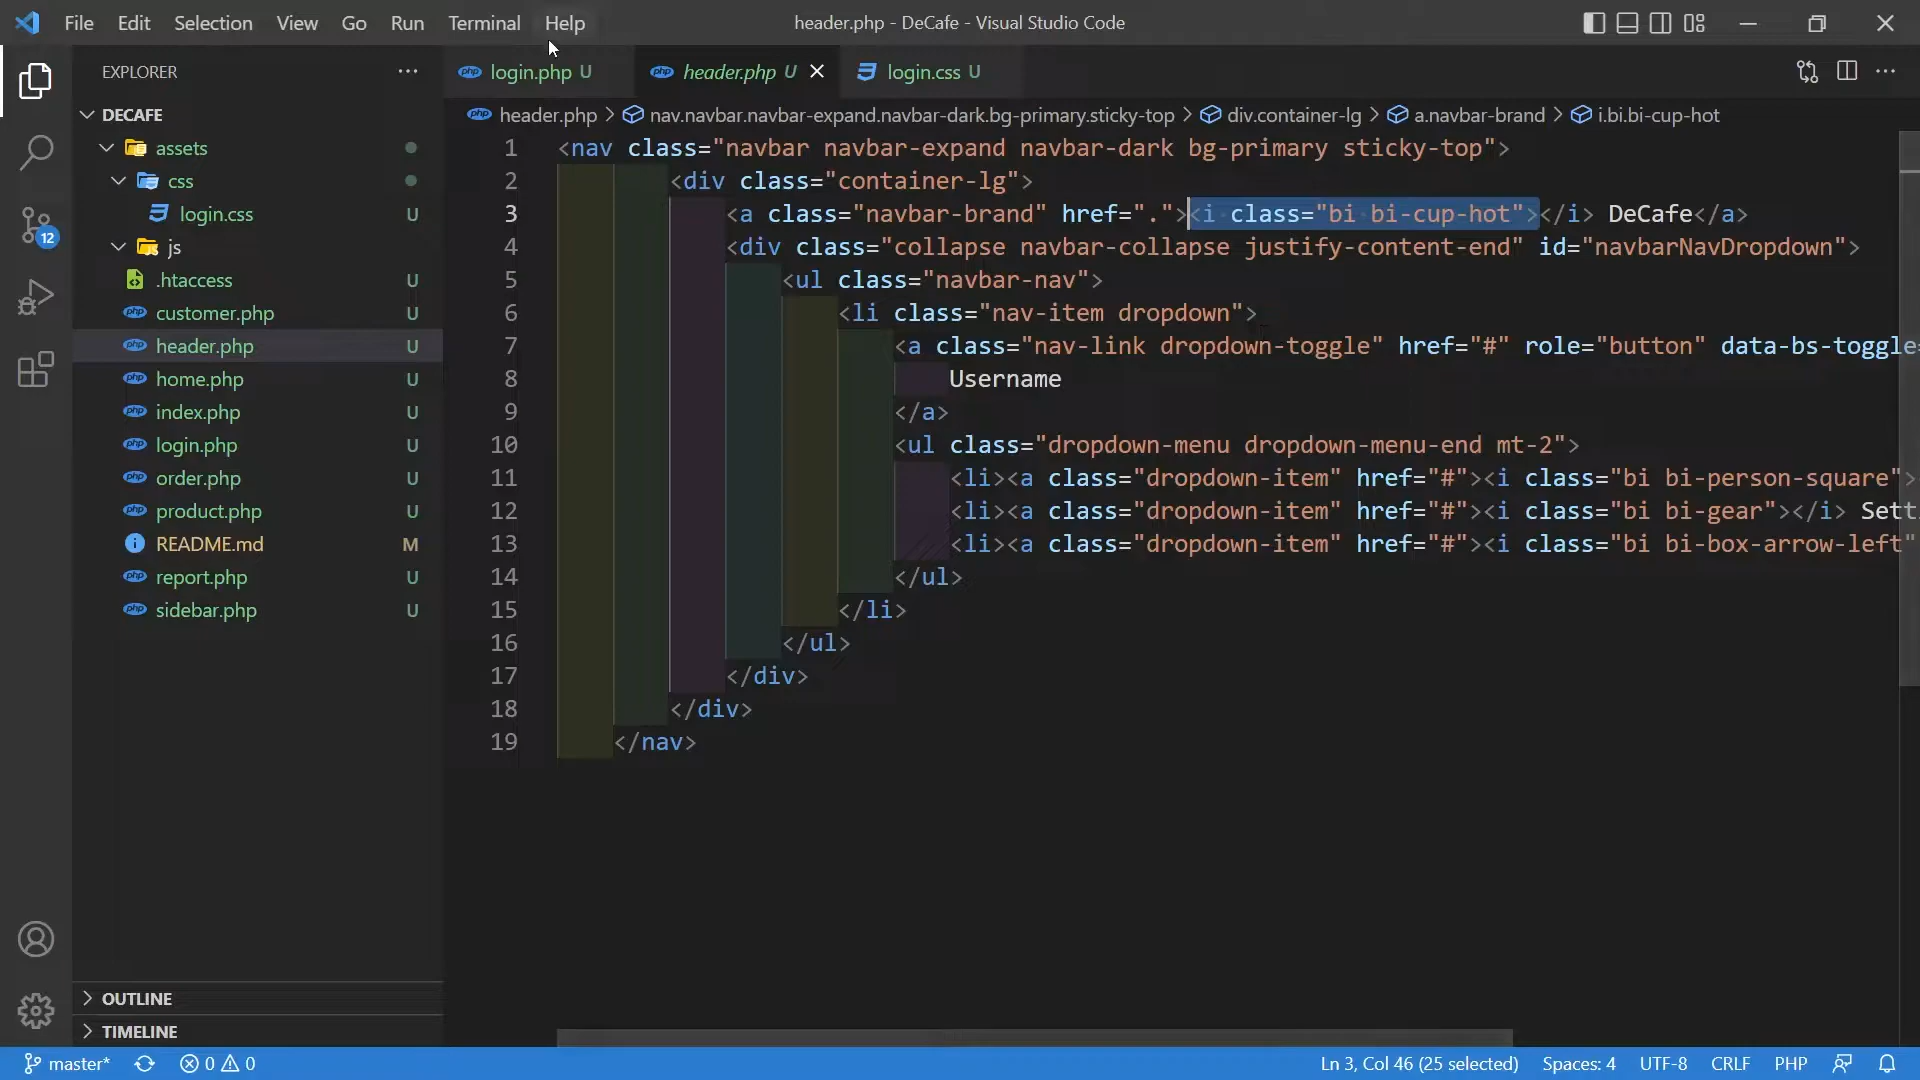 File Edit Selection View Go Run Terminal Help
header.php - DeCafe - Visual Studio Code
EXPLORER
DECAFE
assets
css
login.css U
js
.htaccess U
customer.php U
header.php U
home.php U
index.php U
login.php U
order.php U
product.php U
README.md M
report.php U
sidebar.php U
OUTLINE
TIMELINE
12
php login.php U
php header.php U
login.css U
php header.php > nav.navbar.navbar-expand.navbar-dark.bg-primary.sticky-top > div.container-lg > a.navbar-brand > i.bi.bi-cup-hot
1 <nav class="navbar navbar-expand navbar-dark bg-primary sticky-top">
2 <div class="container-lg">
3 <a class="navbar-brand" href="."><i class="bi bi-cup-hot"></i> DeCafe</a>
4 <div class="collapse navbar-collapse justify-content-end" id="navbarNavDropdown">
5 <ul class="navbar-nav">
6 <li class="nav-item dropdown">
7 <a class="nav-link dropdown-toggle" href="#" role="button" data-bs-toggle=
8 Username
9 </a>
10 <ul class="dropdown-menu dropdown-menu-end mt-2">
11 <li><a class="dropdown-item" href="#"><i class="bi bi-person-square">
12 <li><a class="dropdown-item" href="#"><i class="bi bi-gear"></i> Sett
13 <li><a class="dropdown-item" href="#"><i class="bi bi-box-arrow-left"
14 </ul>
15 </li>
16 </ul>
17 </div>
18 </div>
19 </nav>
master* 0 0
Ln 3, Col 46 (25 selected) Spaces: 4 UTF-8 CRLF PHP